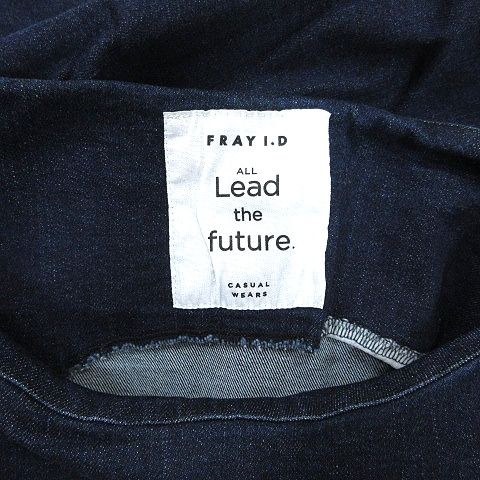 FRAY I.D
ALL
Lead
the
future.
CASUAL
WEARS